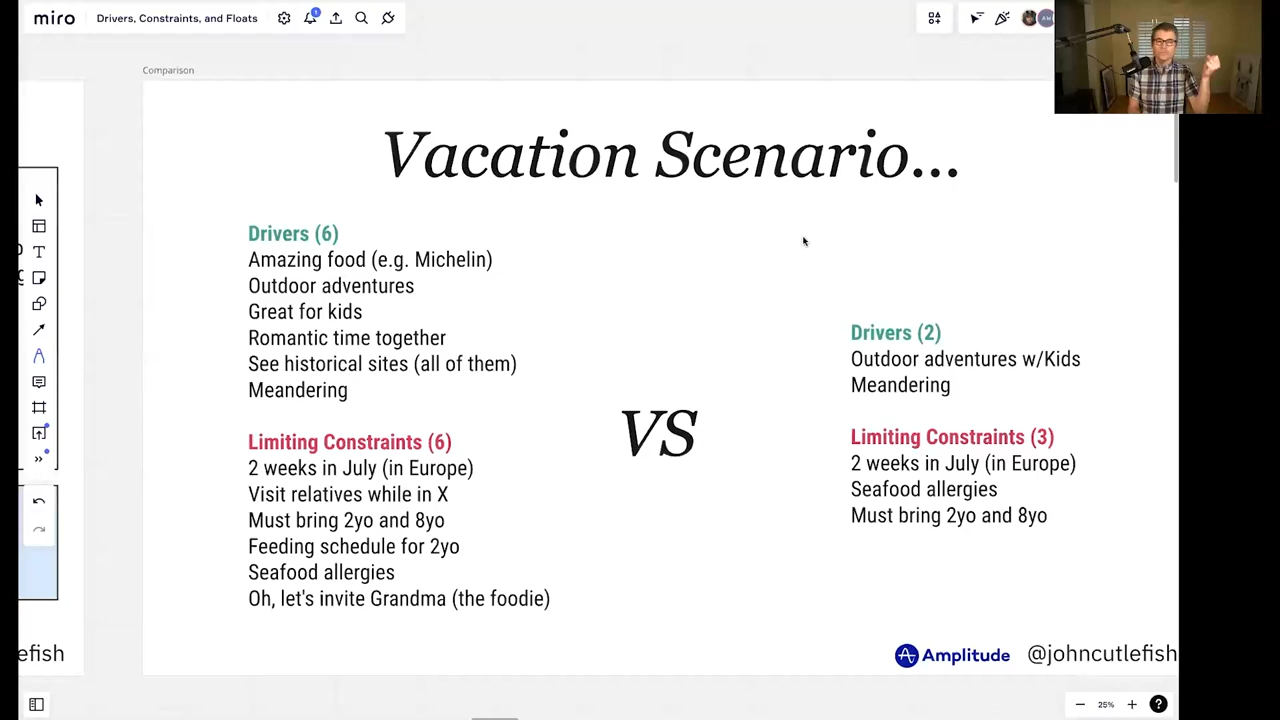 miro
Drivers, Constraints, and Floats
1
AW
Comparison
Vacation Scenario...
Drivers (6)
Amazing food (e.g. Michelin)
Outdoor adventures
Great for kids
Romantic time together
See historical sites (all of them)
Meandering
Limiting Constraints (6)
2 weeks in July (in Europe)
Visit relatives while in X
Must bring 2yo and 8yo
Feeding schedule for 2yo
Seafood allergies
Oh, let's invite Grandma (the foodie)
VS
Drivers (2)
Outdoor adventures w/Kids
Meandering
Limiting Constraints (3)
2 weeks in July (in Europe)
Seafood allergies
Must bring 2yo and 8yo
efish
Amplitude
@johncutlefish
25%